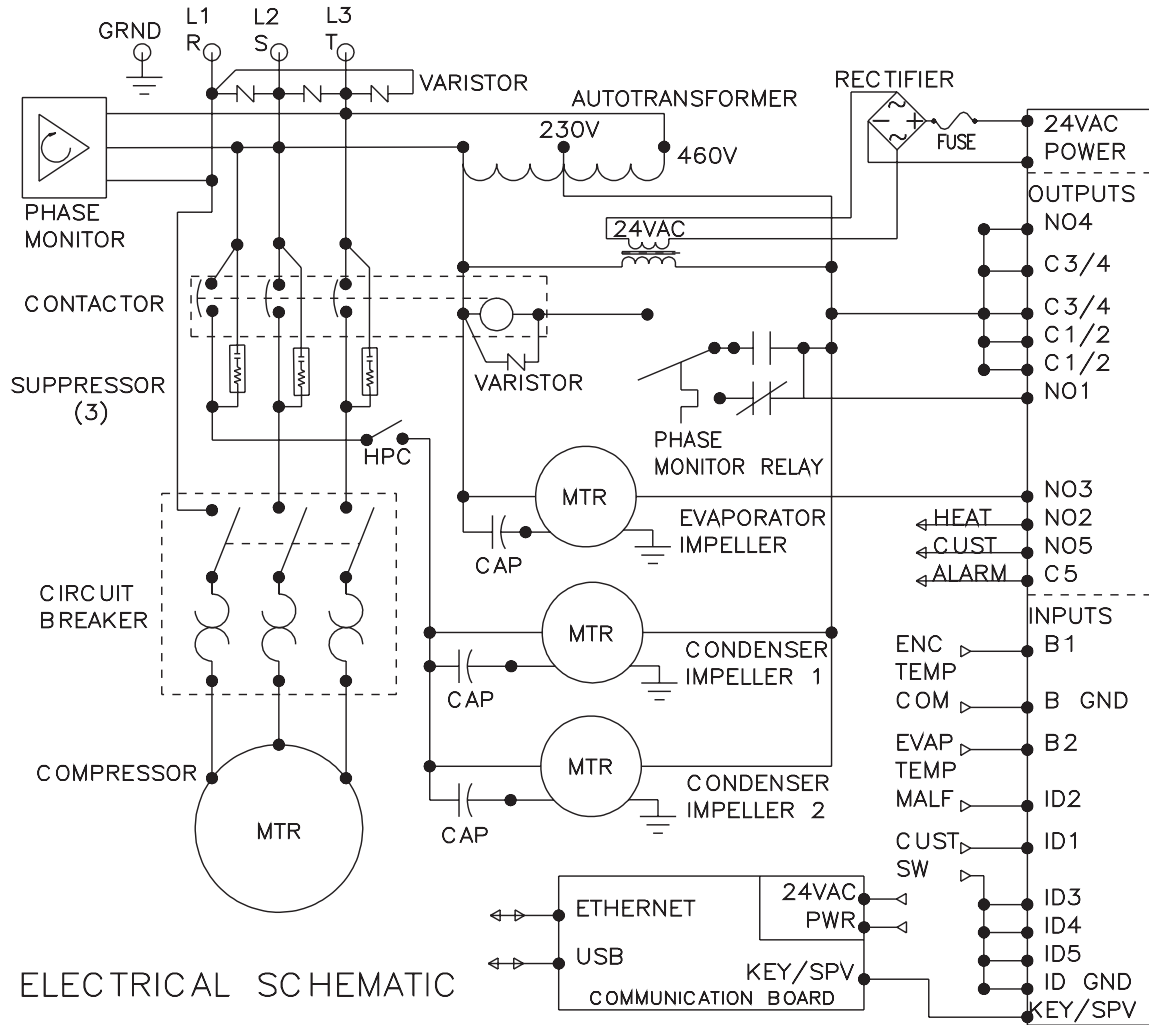 GRND
L1
R
L2
S
L3
T
VARISTOR
AUTOTRANSFORMER
230V
460V
RECTIFIER
FUSE
24VAC
POWER
PHASE
MONITOR
OUTPUTS
NO4
24VAC
C3/4
CONTACTOR
C3/4
C1/2
C1/2
NO1
SUPPRESSOR
(3)
VARISTOR
HPC
PHASE
MONITOR RELAY
MTR
EVAPORATOR
IMPELLER
CAP
NO3
HEAT
NO2
CUST
NO5
ALARM
C5
CIRCUIT
BREAKER
INPUTS
MTR
CONDENSER
IMPELLER 1
CAP
ENC
TEMP
B1
COM
B GND
EVAP
TEMP
B2
COMPRESSOR
MTR
MTR
CONDENSER
IMPELLER 2
CAP
MALF
ID2
CUST
SW
ID1
ID3
ID4
ID5
ID GND
KEY/SPV
24VAC
PWR
ETHERNET
USB
KEY/SPV
COMMUNICATION BOARD
ELECTRICAL SCHEMATIC